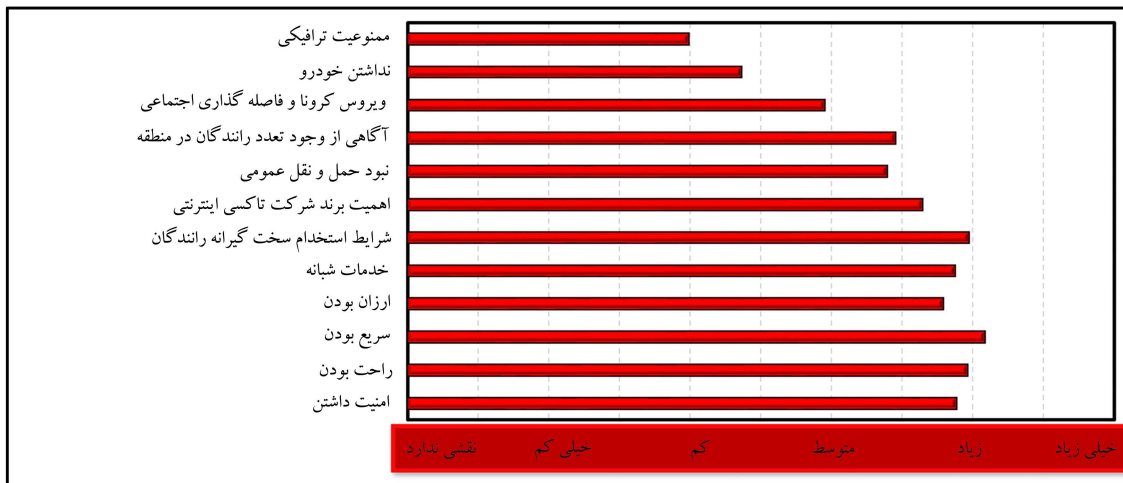 ممنوعیت ترافیکی
نداشتن خودرو
ویروس کرونا و فاصله گذاری اجتماعی
آگاهی از وجود تعدد رانندگان در منطقه
نبود حمل و نقل عمومی
اهمیت برند شرکت تاکسی اینترنتی
شرایط استخدام سخت گیرانه رانندگان
خدمات شبانه
ارزان بودن
سریع بودن
راحت بودن
امنیت داشتن
نقشی ندارد
خیلی کم
کم
متوسط
زیاد
خیلی زیاد